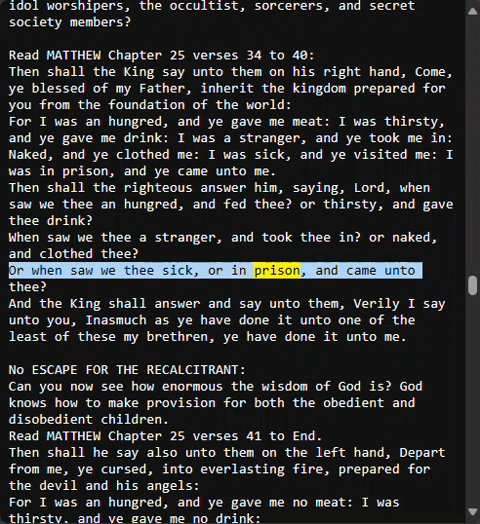 idol worshipers, the occultist, sorcerers, and secret
society members?

Read MATTHEW Chapter 25 verses 34 to 40:
Then shall the King say unto them on his right hand, Come,
ye blessed of my Father, inherit the kingdom prepared for
you from the foundation of the world:
For I was an hungred, and ye gave me meat: I was thirsty,
and ye gave me drink: I was a stranger, and ye took me in:
Naked, and ye clothed me: I was sick, and ye visited me: I
was in prison, and ye came unto me.
Then shall the righteous answer him, saying, Lord, when
saw we thee an hungred, and fed thee? or thirsty, and gave
thee drink?
When saw we thee a stranger, and took thee in? or naked,
and clothed thee?
Or when saw we thee sick, or in prison, and came unto
thee?
And the King shall answer and say unto them, Verily I say
unto you, Inasmuch as ye have done it unto one of the
least of these my brethren, ye have done it unto me.

No ESCAPE FOR THE RECALCITRANT:
Can you now see how enormous the wisdom of God is? God
knows how to make provision for both the obedient and
disobedient children.
Read MATTHEW Chapter 25 verses 41 to End.
Then shall he say also unto them on the left hand, Depart
from me, ye cursed, into everlasting fire, prepared for
the devil and his angels:
For I was an hungred, and ye gave me no meat: I was
thirsty, and ye gave me no drink: